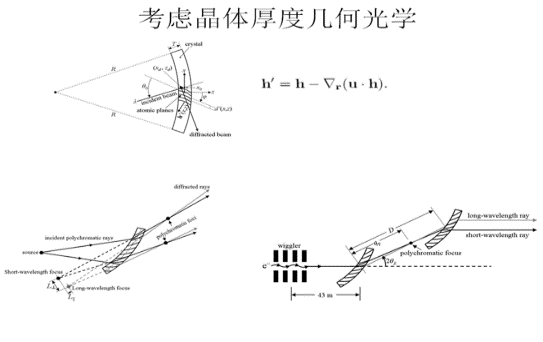 考虑晶体厚度几何光学
T
crystal
R
incident beam
atomic planes
R
diffracted beam
h′ = h − ∇r(u · h).
diffracted rays
incident polychromatic rays
polychromatic foci
source
Short-wavelength focus
Long-wavelength focus
long-wavelength ray
short-wavelength ray
D
wiggler
polychromatic focus
e⁻
43 m